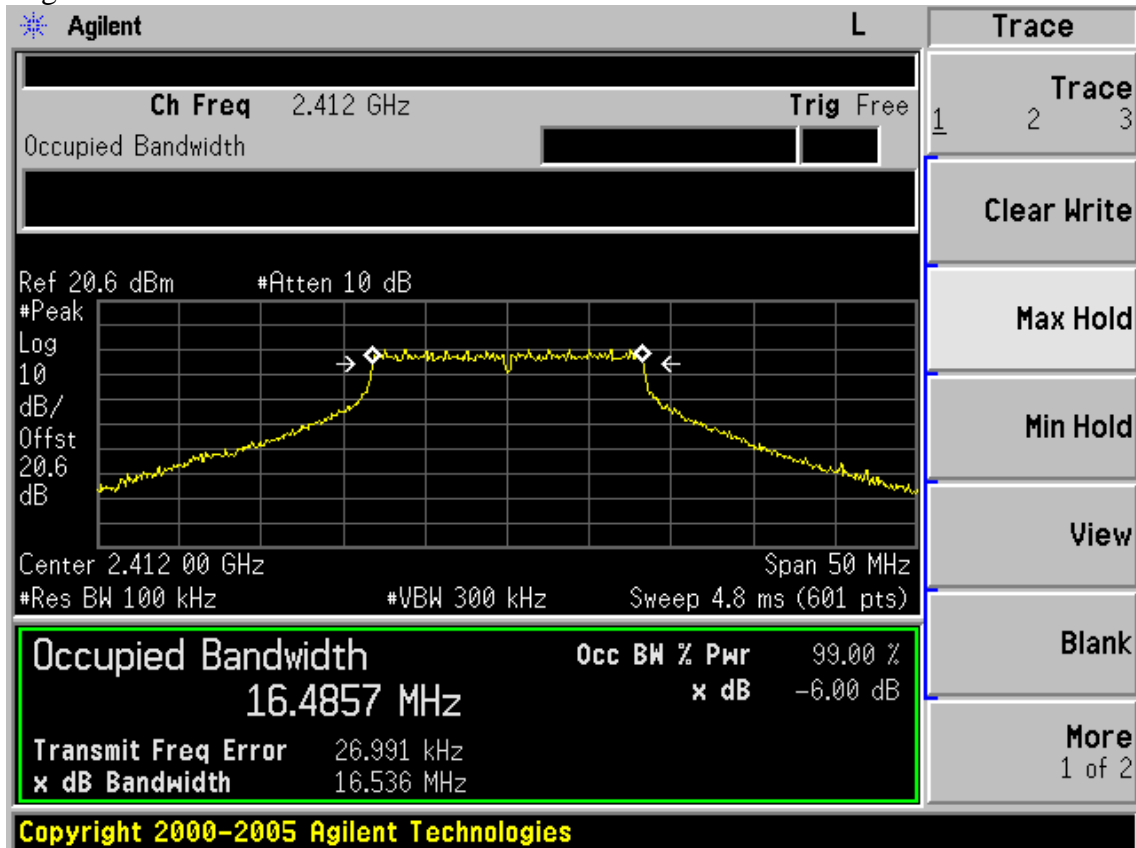 Agilent L Trace
Ch Freq 2.412 GHz Trig Free
Occupied Bandwidth
Trace
1 2 3
Clear Write
Max Hold
Min Hold
View
Blank
More
1 of 2
Ref 20.6 dBm #Atten 10 dB
#Peak
Log
10
dB/
Offst
20.6
dB
Center 2.412 00 GHz Span 50 MHz
#Res BW 100 kHz #VBW 300 kHz Sweep 4.8 ms (601 pts)
Occupied Bandwidth Occ BW % Pwr 99.00 %
16.4857 MHz x dB -6.00 dB
Transmit Freq Error 26.991 kHz
x dB Bandwidth 16.536 MHz
Copyright 2000-2005 Agilent Technologies